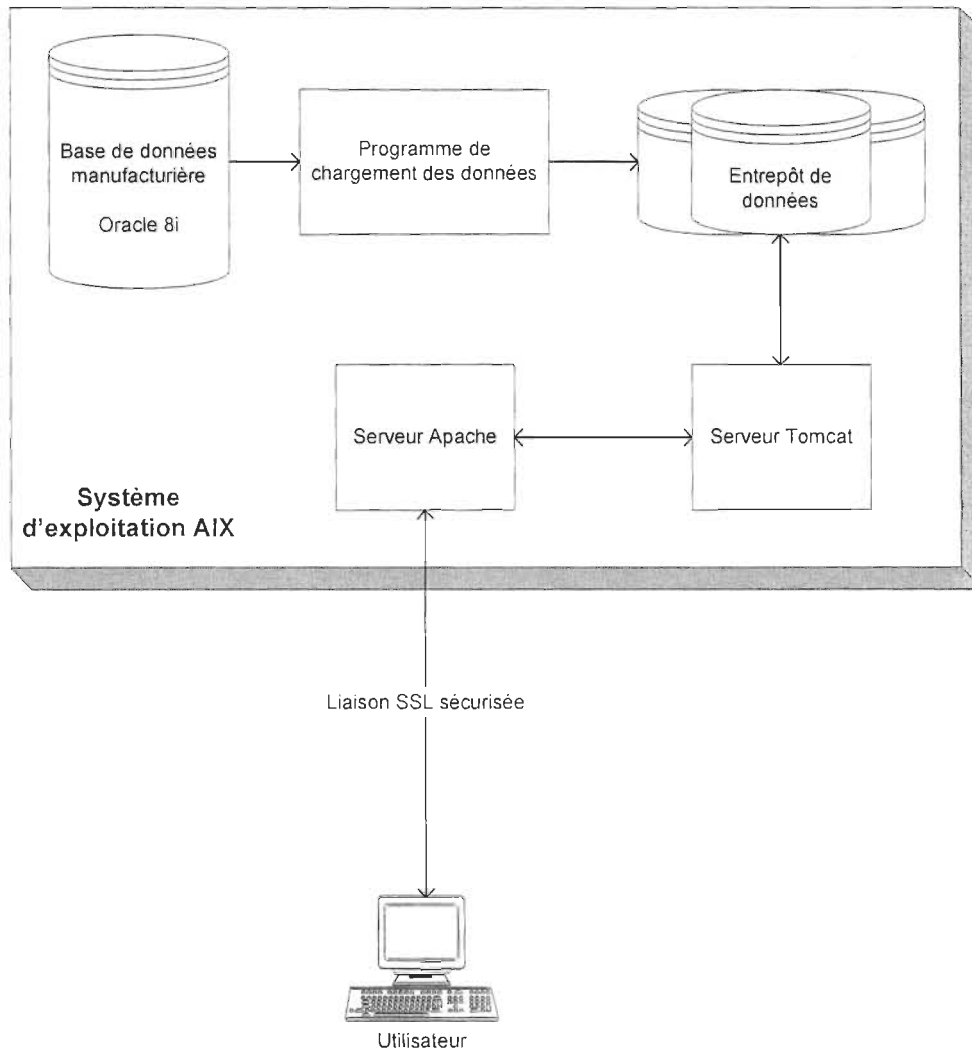 Base de données
manufacturière
Oracle 8i
Programme de
chargement des données
Entrepôt de
données
Serveur Apache
Serveur Tomcat
Système
d'exploitation AIX
Liaison SSL sécurisée
Utilisateur